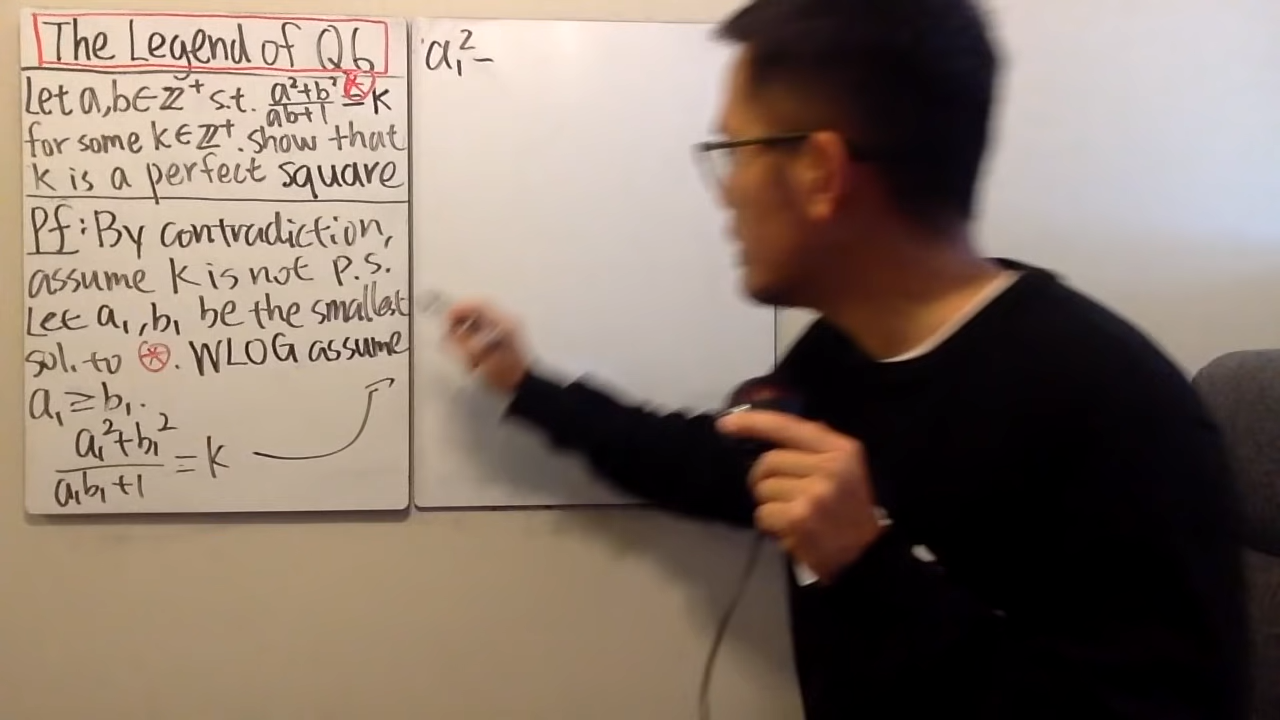 The Legend of Q6
Let a, b ∈ ℤ⁺ s.t. (a²+b²)/(ab+1) = k
for some k ∈ ℤ⁺. show that
k is a perfect square
Pf: By contradiction,
assume k is not p.s.
Let a₁, b₁ be the smallest
sol. to ⊛. WLOG assume
a₁ ≥ b₁.
(a₁²+b₁²)/(a₁b₁+1) = k
a₁² −